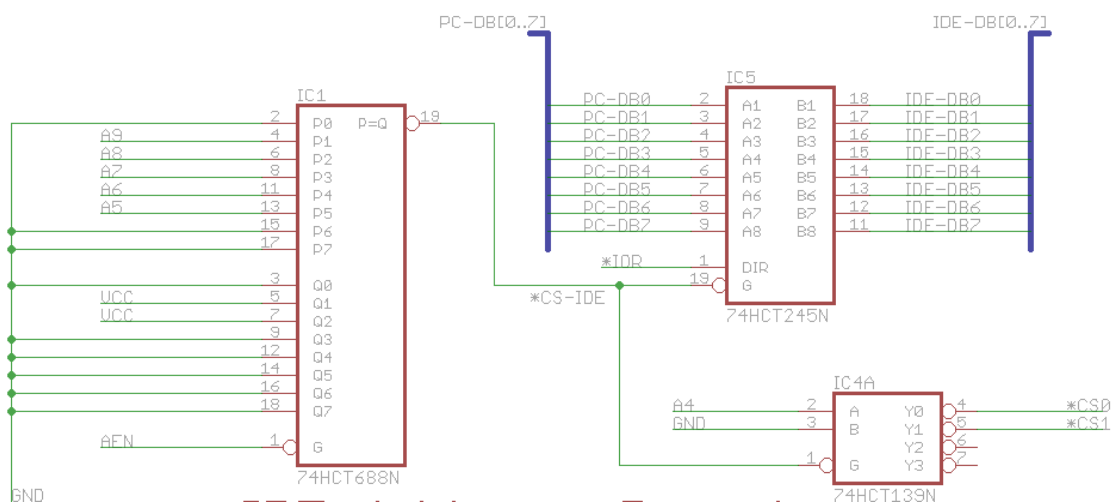 PC-DB[0..7]
IDE-DB[0..7]
IC1
2 P0 P=Q 19
A9 4 P1
A8 6 P2
A7 8 P3
A6 11 P4
A5 13 P5
15 P6
17 P7
3 Q0
VCC 5 Q1
VCC 7 Q2
9 Q3
12 Q4
14 Q5
16 Q6
18 Q7
AEN 1 G
74HCT688N
GND
IC5
PC-DB0 2 A1 B1 18 IDE-DB0
PC-DB1 3 A2 B2 17 IDE-DB1
PC-DB2 4 A3 B3 16 IDE-DB2
PC-DB3 5 A4 B4 15 IDE-DB3
PC-DB4 6 A5 B5 14 IDE-DB4
PC-DB5 7 A6 B6 13 IDE-DB5
PC-DB6 8 A7 B7 12 IDE-DB6
PC-DB7 9 A8 B8 11 IDE-DB7
*IOR 1 DIR
19 G
*CS-IDE
74HCT245N
IC4A
A4 2 A Y0 4 *CS0
GND 3 B Y1 5 *CS1
Y2 6
1 G Y3 7
74HCT139N